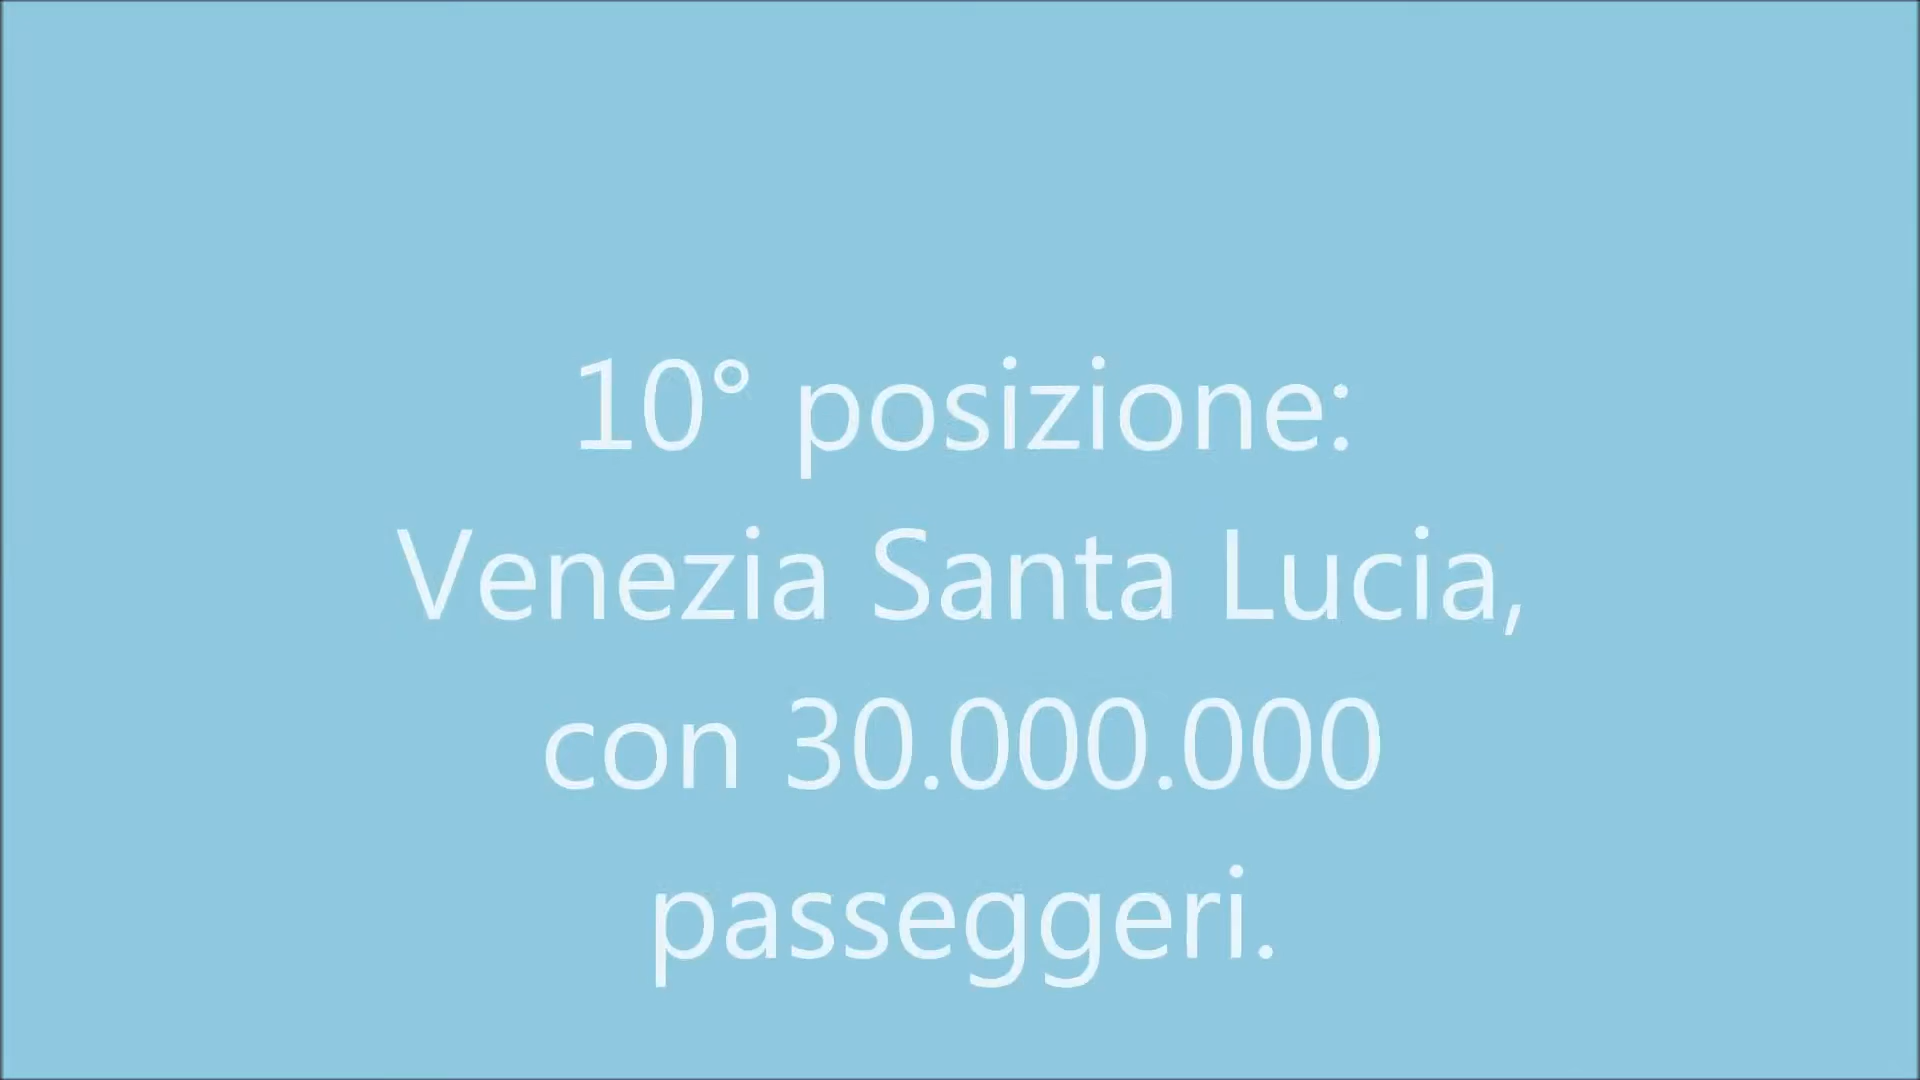 10° posizione:
Venezia Santa Lucia,
con 30.000.000
passeggeri.